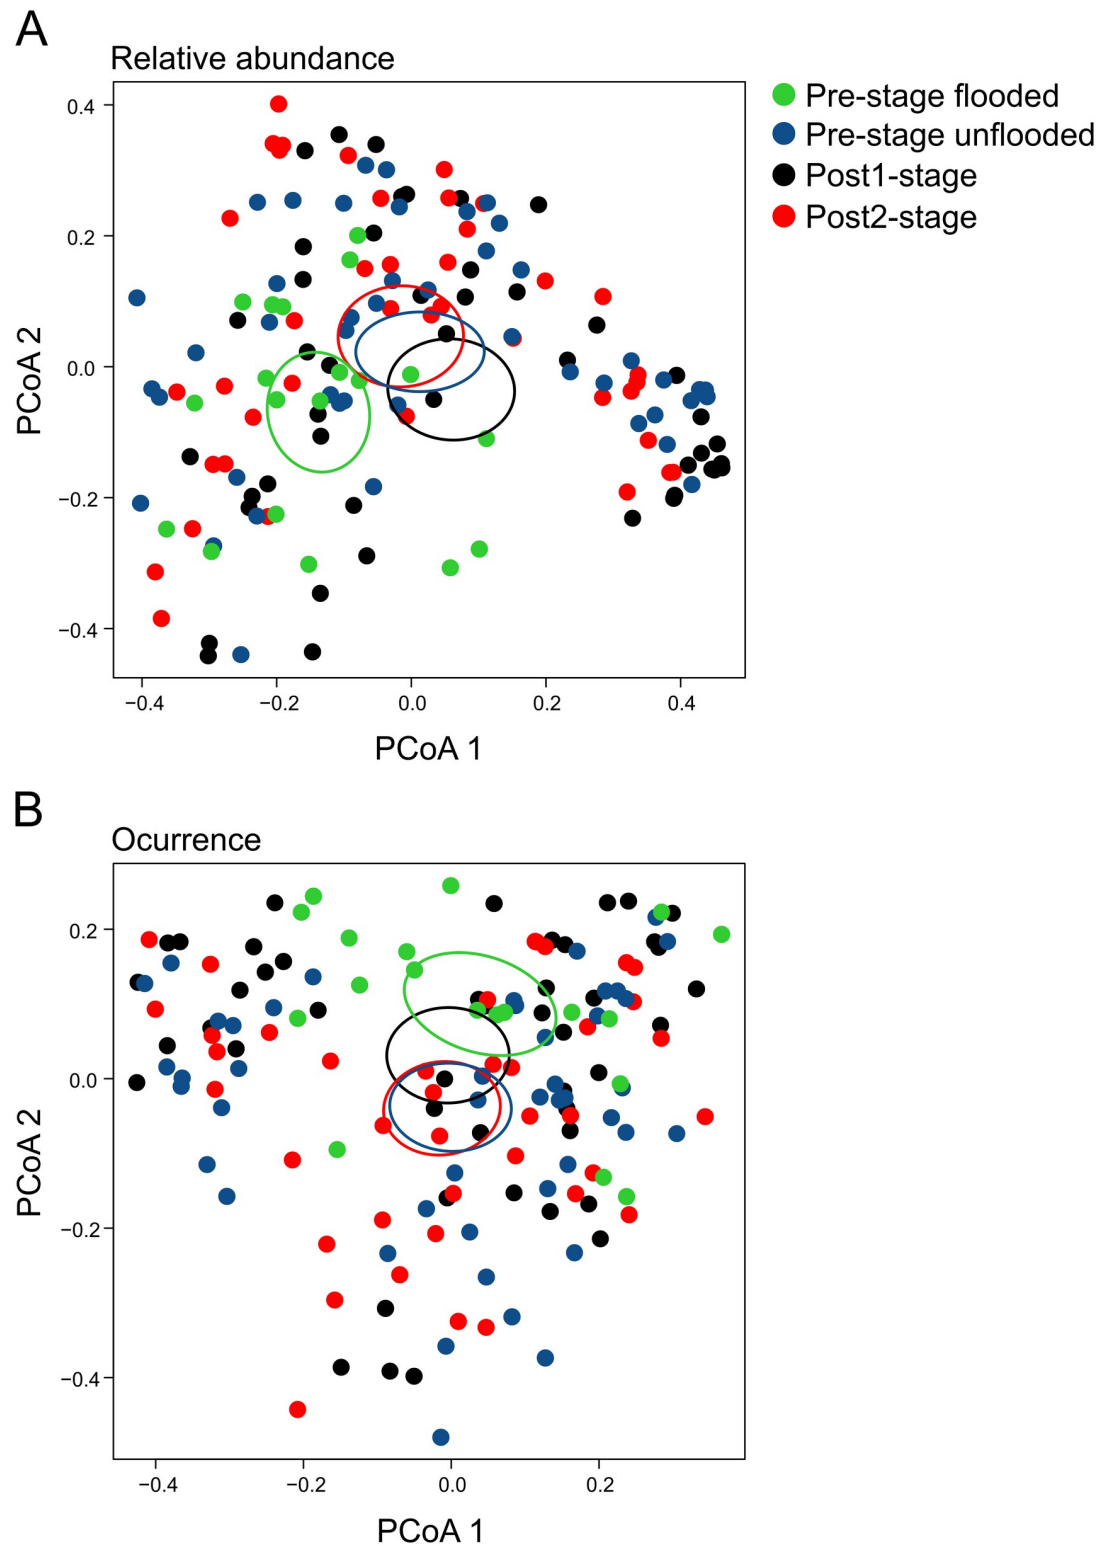 A
Relative abundance
Pre-stage flooded
Pre-stage unflooded
Post1-stage
Post2-stage
PCoA 2
0.4
0.2
0.0
−0.2
−0.4
−0.4 −0.2 0.0 0.2 0.4
PCoA 1
B
Ocurrence
PCoA 2
0.2
0.0
−0.2
−0.4
−0.4 −0.2 0.0 0.2
PCoA 1